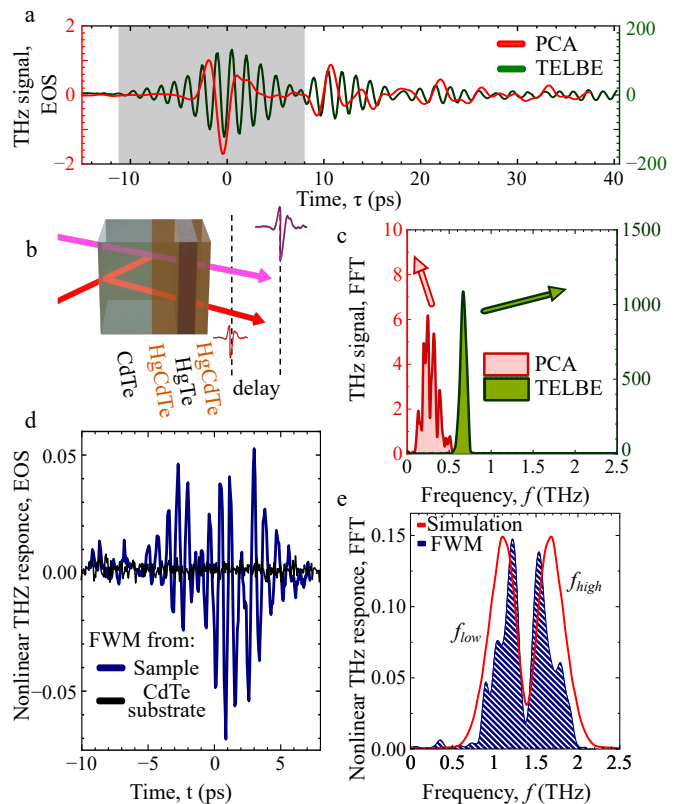 a
THz signal,
EOS
2
0
−2
PCA
TELBE
200
0
−200
−10
0
10
20
30
40
Time, τ (ps)
b
CdTe
HgCdTe
HgTe
HgCdTe
delay
c
THz signal, FFT
10
8
6
4
2
0
1500
1000
500
0
PCA
TELBE
0
0.5
1
1.5
2
2.5
Frequency, f (THz)
d
Nonlinear THZ responce, EOS
0.05
0.00
−0.05
FWM from:
Sample
CdTe
substrate
−10
−5
0
5
Time, t (ps)
e
Nonlinear THz responce, FFT
0.15
0.10
0.05
0.00
Simulation
FWM
flow
fhigh
0
0.5
1
1.5
2
2.5
Frequency, f (THz)